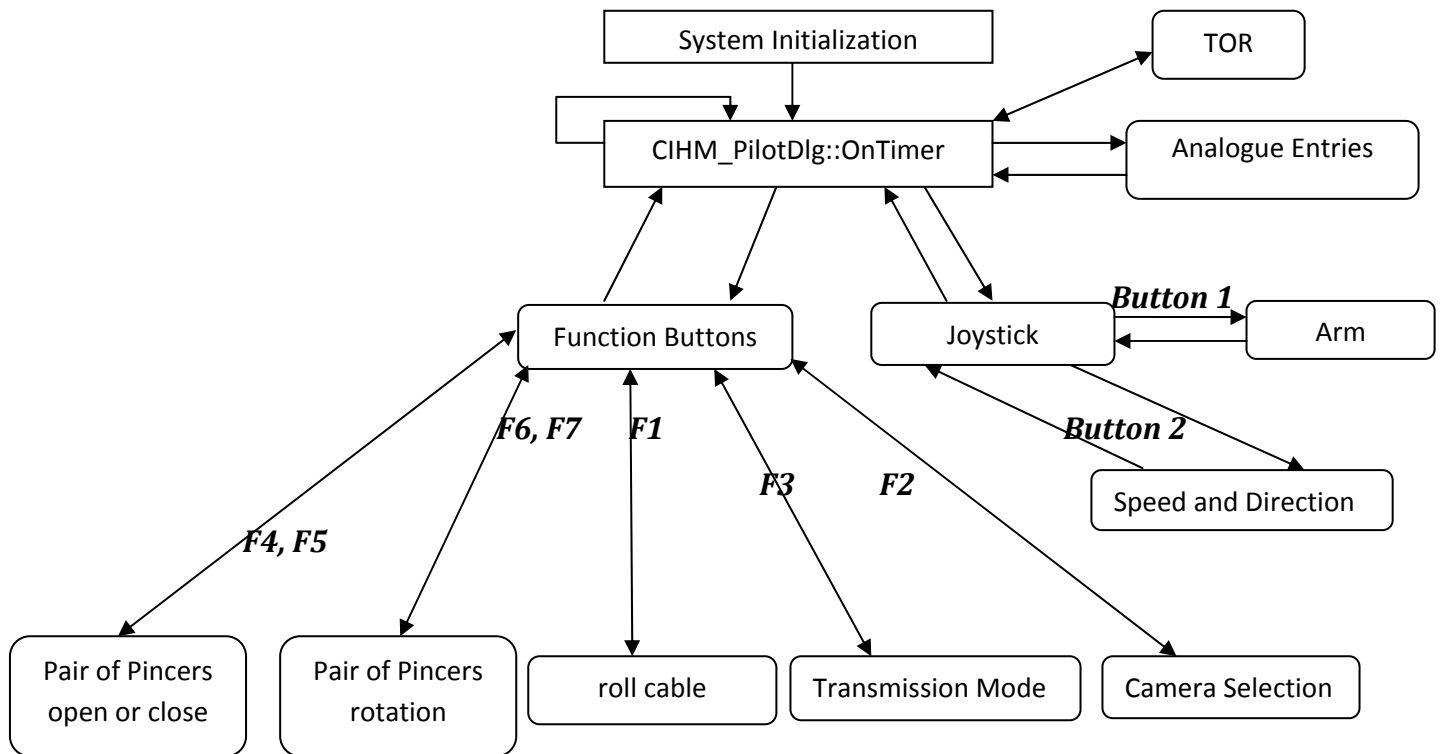 System Initialization
TOR
CIHM_PilotDlg::OnTimer
Analogue Entries
Button 1
Function Buttons
Joystick
Arm
F6, F7
F1
Button 2
F3
F2
Speed and Direction
F4, F5
Pair of Pincers
open or close
Pair of Pincers
rotation
roll cable
Transmission Mode
Camera Selection